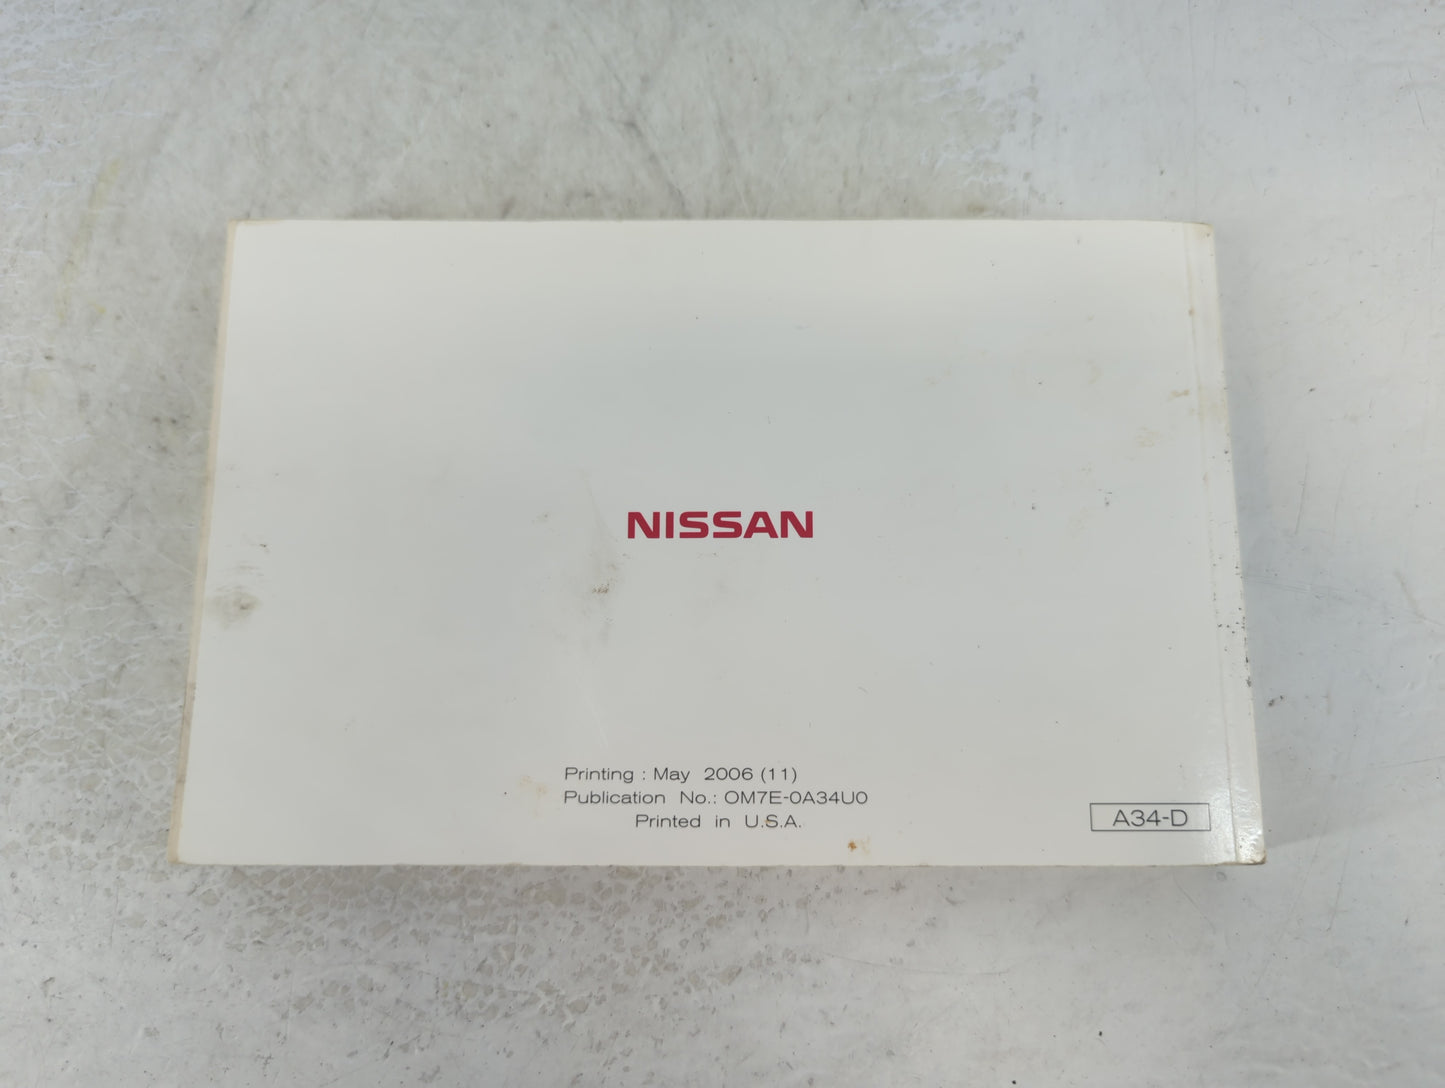 NISSAN
Printing : May 2006 (11)
Publication No.: OM7E-0A34U0
Printed in U.S.A.
A34-D